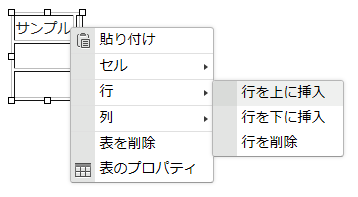 サンプル
貼り付け
セル
行
列
表を削除
表のプロパティ
行を上に挿入
行を下に挿入
行を削除